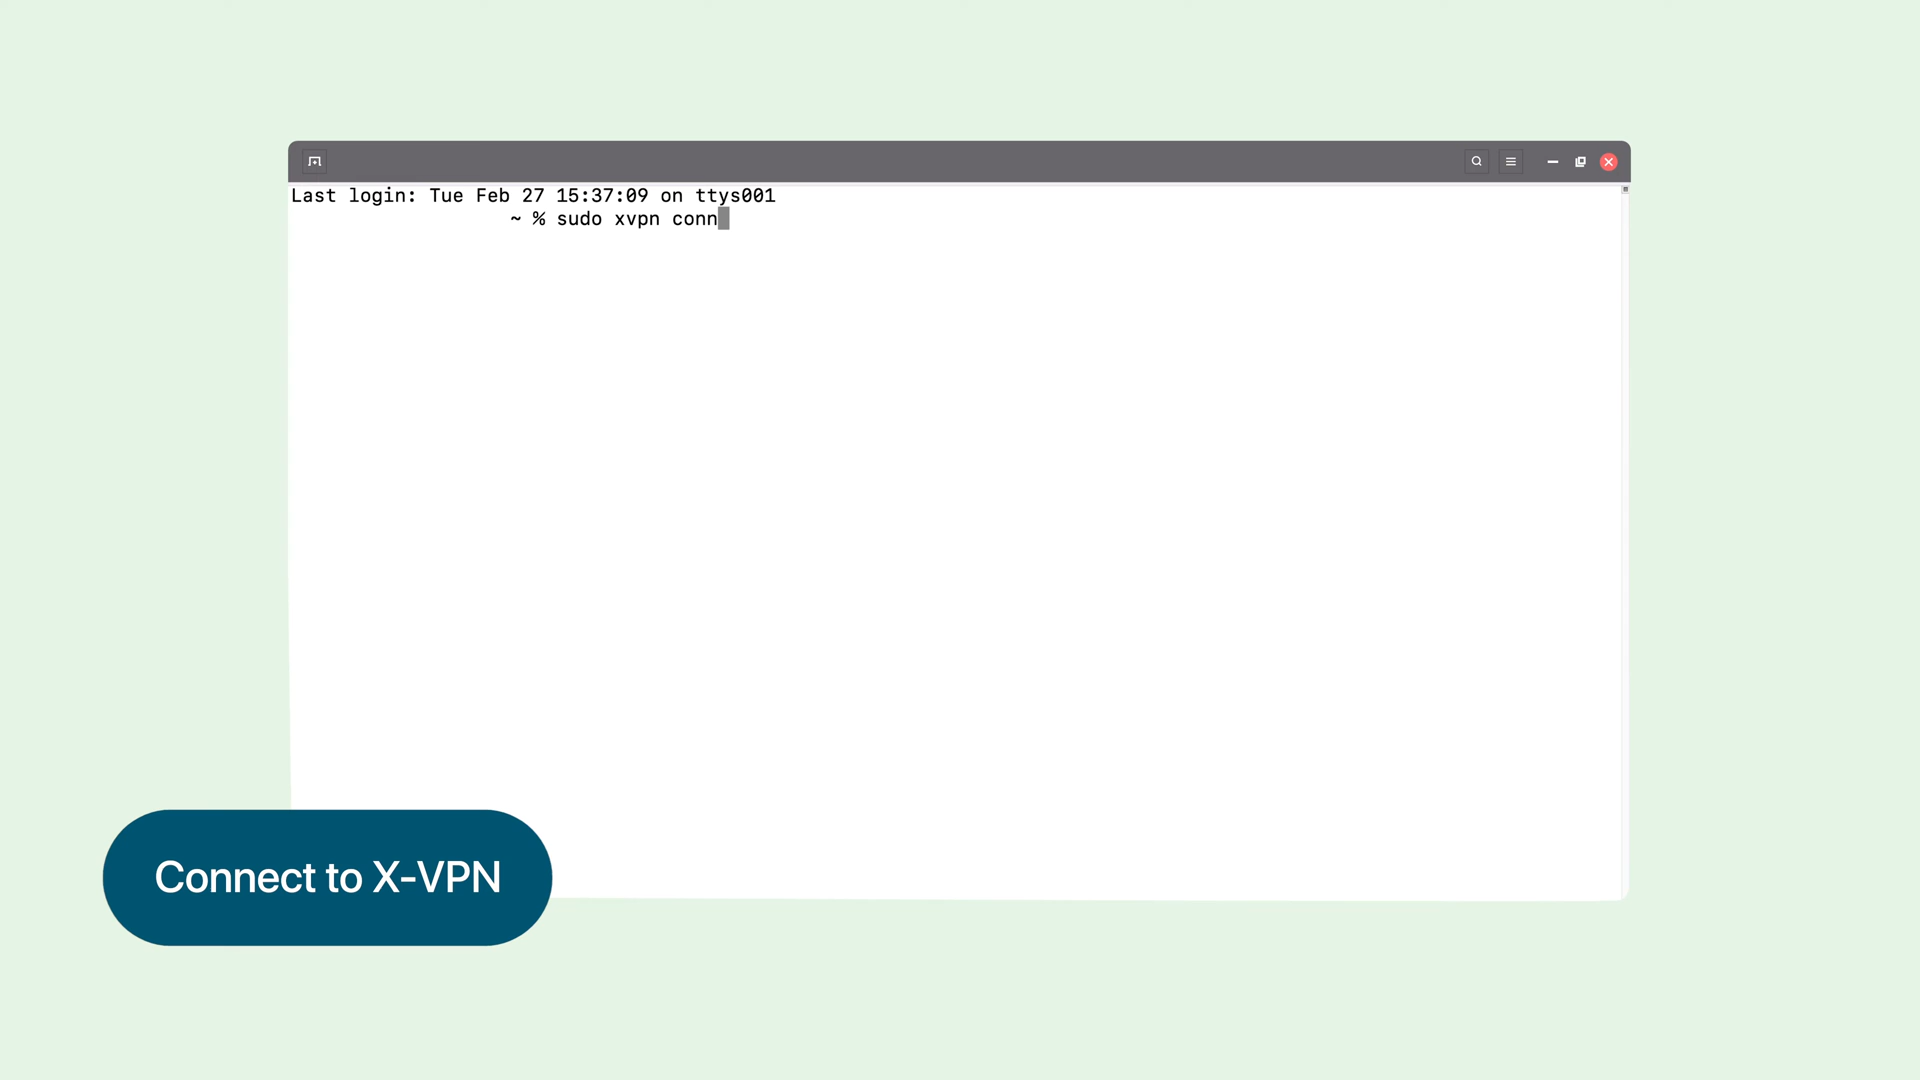 Last login: Tue Feb 27 15:37:09 on ttys001
~ % sudo xvpn conn
Connect to X-VPN